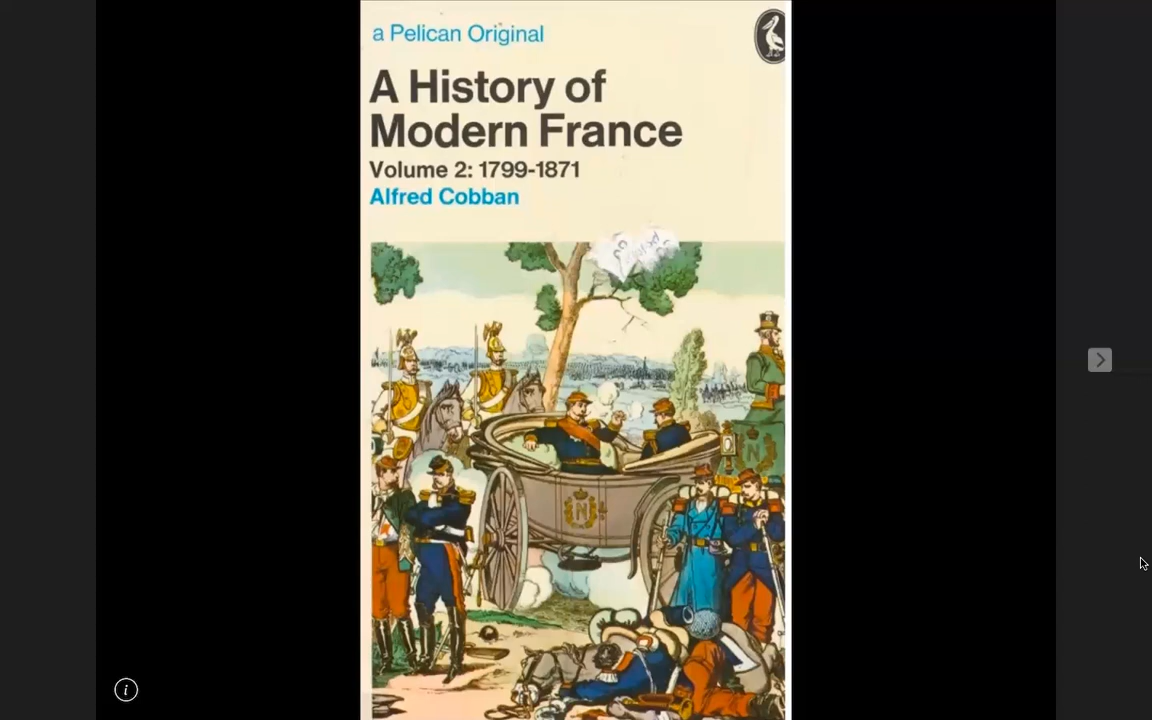 a Pelican Original
A History of
Modern France
Volume 2: 1799-1871
Alfred Cobban
N
N
i